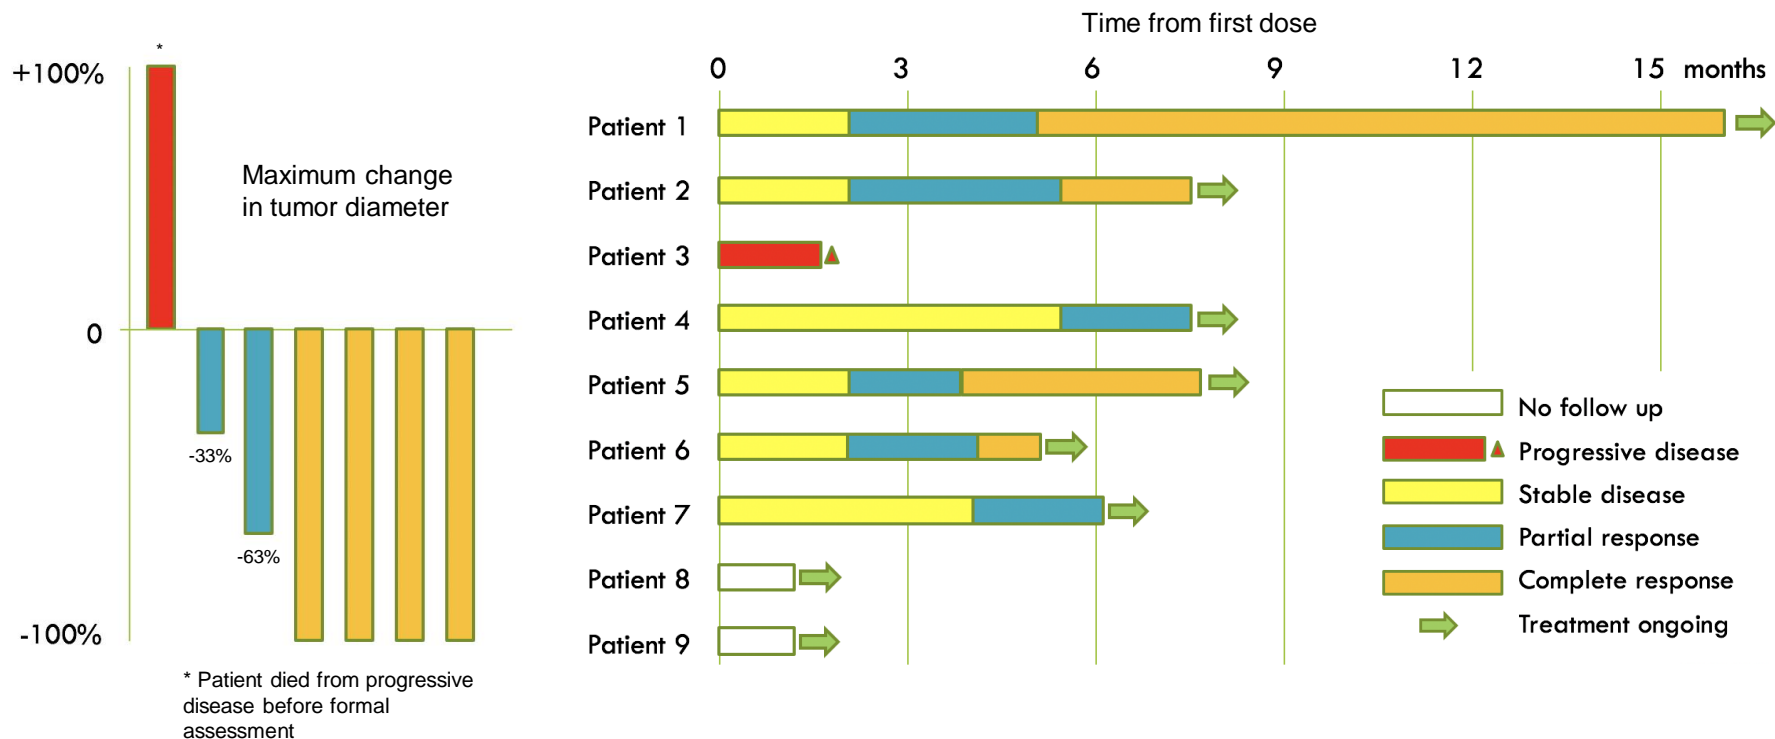 *
+100%
0
-100%
Maximum change
in tumor diameter
-33%
-63%
* Patient died from progressive
disease before formal
assessment
Time from first dose
0 3 6 9 12 15 months
Patient 1
Patient 2
Patient 3
Patient 4
Patient 5
Patient 6
Patient 7
Patient 8
Patient 9
No follow up
Progressive disease
Stable disease
Partial response
Complete response
Treatment ongoing